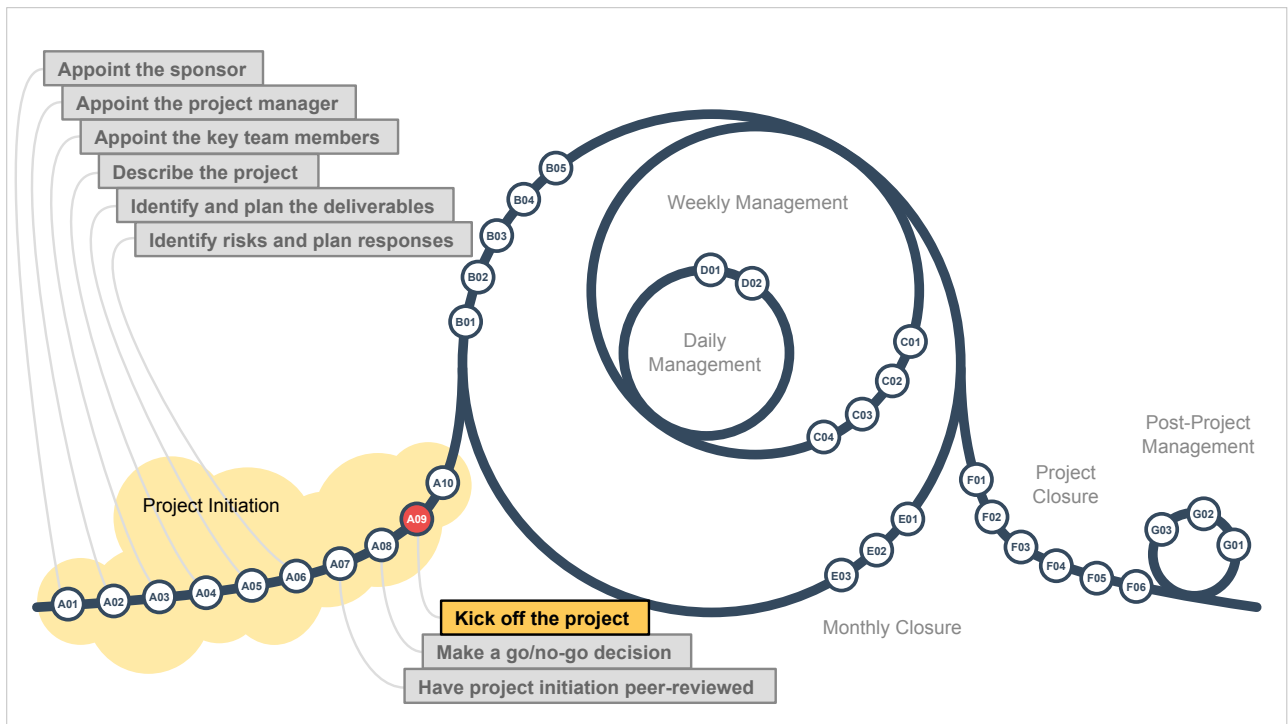 Appoint the sponsor
Appoint the project manager
Appoint the key team members
Describe the project
Identify and plan the deliverables
Identify risks and plan responses
B05
B04
B03
B02
B01
Weekly Management
D01
D02
Daily
Management
C01
C02
C03
C04
Project Initiation
A01
A02
A03
A04
A05
A06
A07
A08
A09
A10
Kick off the project
Make a go/no-go decision
Have project initiation peer-reviewed
E01
E02
E03
Monthly Closure
F01
F02
F03
F04
F05
F06
Project
Closure
Post-Project
Management
G03
G02
G01